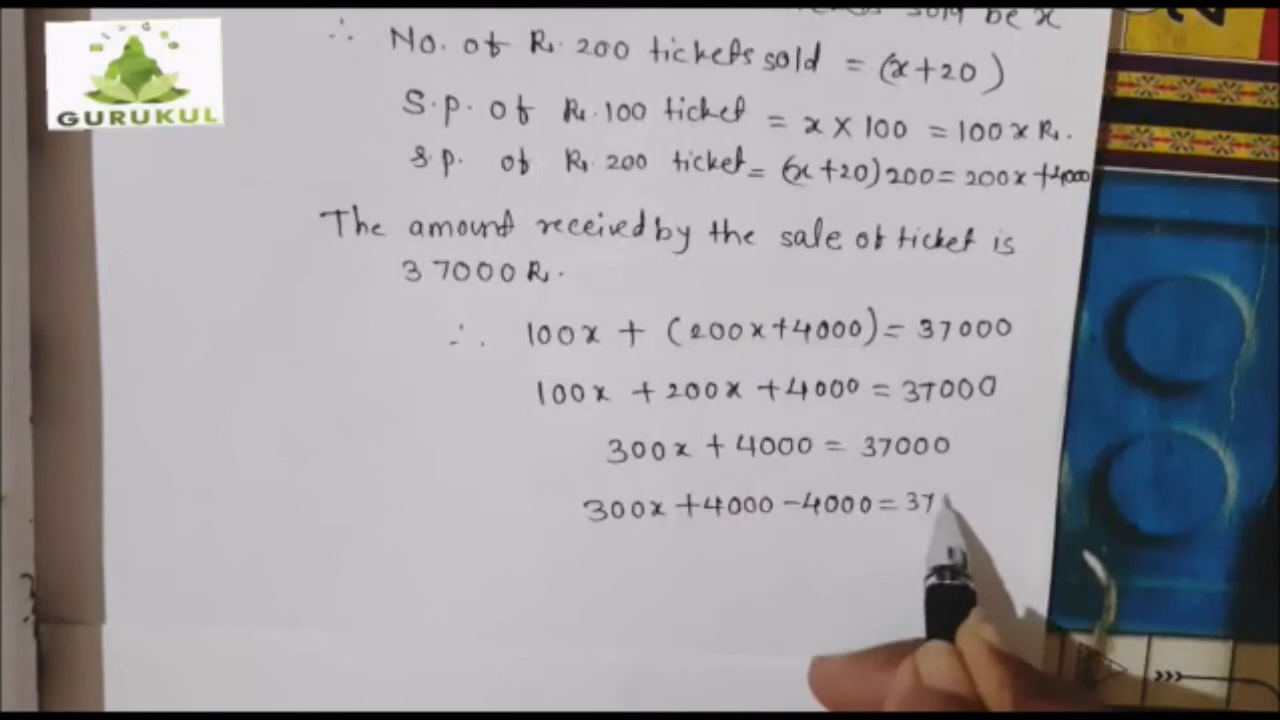 sold be x
∴ No. of Rs. 200 tickets sold = (x+20)
GURUKUL
S.p. of Rs. 100 ticket = x X 100 = 100x Rs.
S.p. of Rs. 200 ticket = (x+20)200 = 200x+4000
The amount received by the sale of ticket is
37000 Rs.
∴ 100x + (200x+4000) = 37000
100x + 200x + 4000 = 37000
300x + 4000 = 37000
300x + 4000 - 4000 = 37